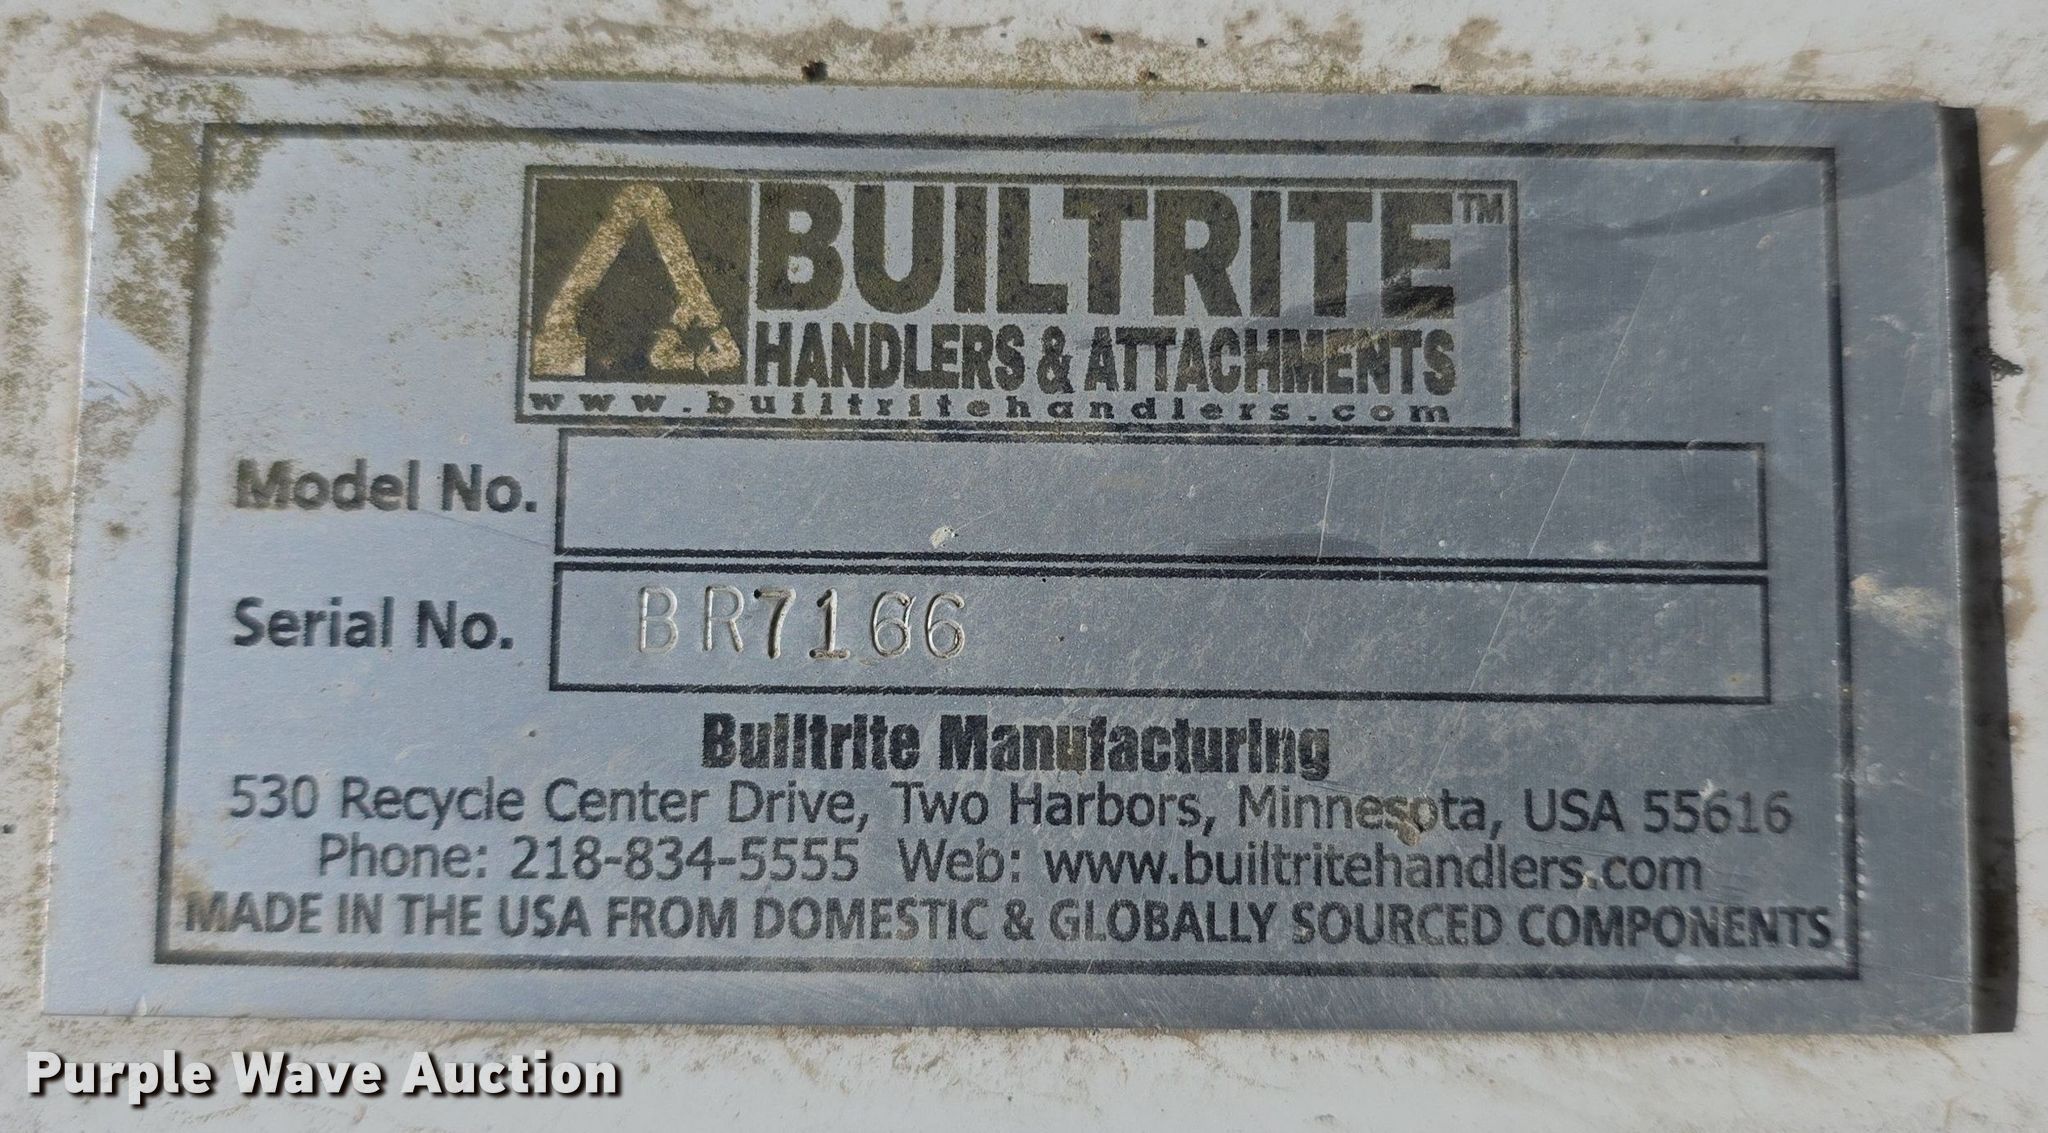 BUILTRITE™
HANDLERS & ATTACHMENTS
www.builtritehandlers.com
Model No.
Serial No. BR7166
Builtrite Manufacturing
530 Recycle Center Drive, Two Harbors, Minnesota, USA 55616
Phone: 218-834-5555 Web: www.builtritehandlers.com
MADE IN THE USA FROM DOMESTIC & GLOBALLY SOURCED COMPONENTS
Purple Wave Auction